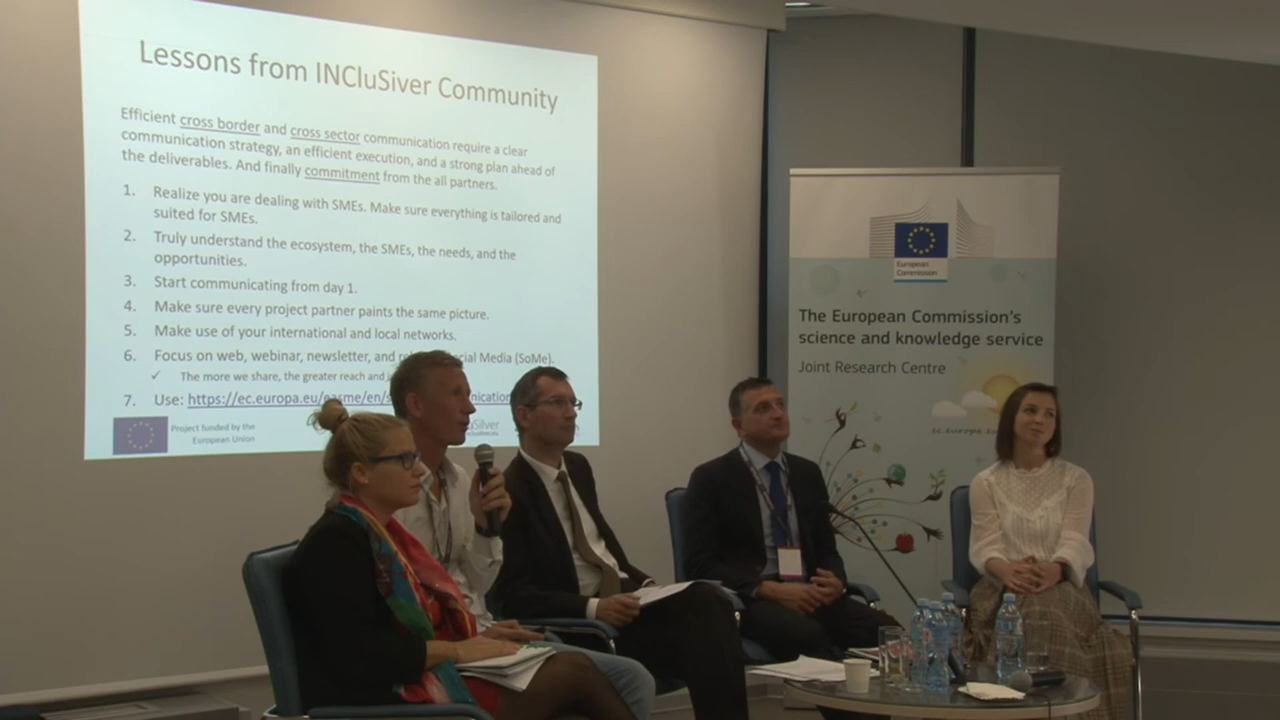 Lessons from INCluSiver Community
Efficient cross border and cross sector communication require a clear
communication strategy, an efficient execution, and a strong plan ahead of
the deliverables. And finally commitment from the all partners.
1. Realize you are dealing with SMEs. Make sure everything is tailored and
suited for SMEs.
2. Truly understand the ecosystem, the SMEs, the needs, and the
opportunities.
3. Start communicating from day 1.
4. Make sure every project partner paints the same picture.
5. Make use of your international and local networks.
6. Focus on web, webinar, newsletter, and Social Media (SoMe).
✓ The more we share, the greater reach and
7. Use: https://ec.europa.eu/easme/en/
Project funded by the
European Union
European
Commission
The European Commission's
science and knowledge service
Joint Research Centre